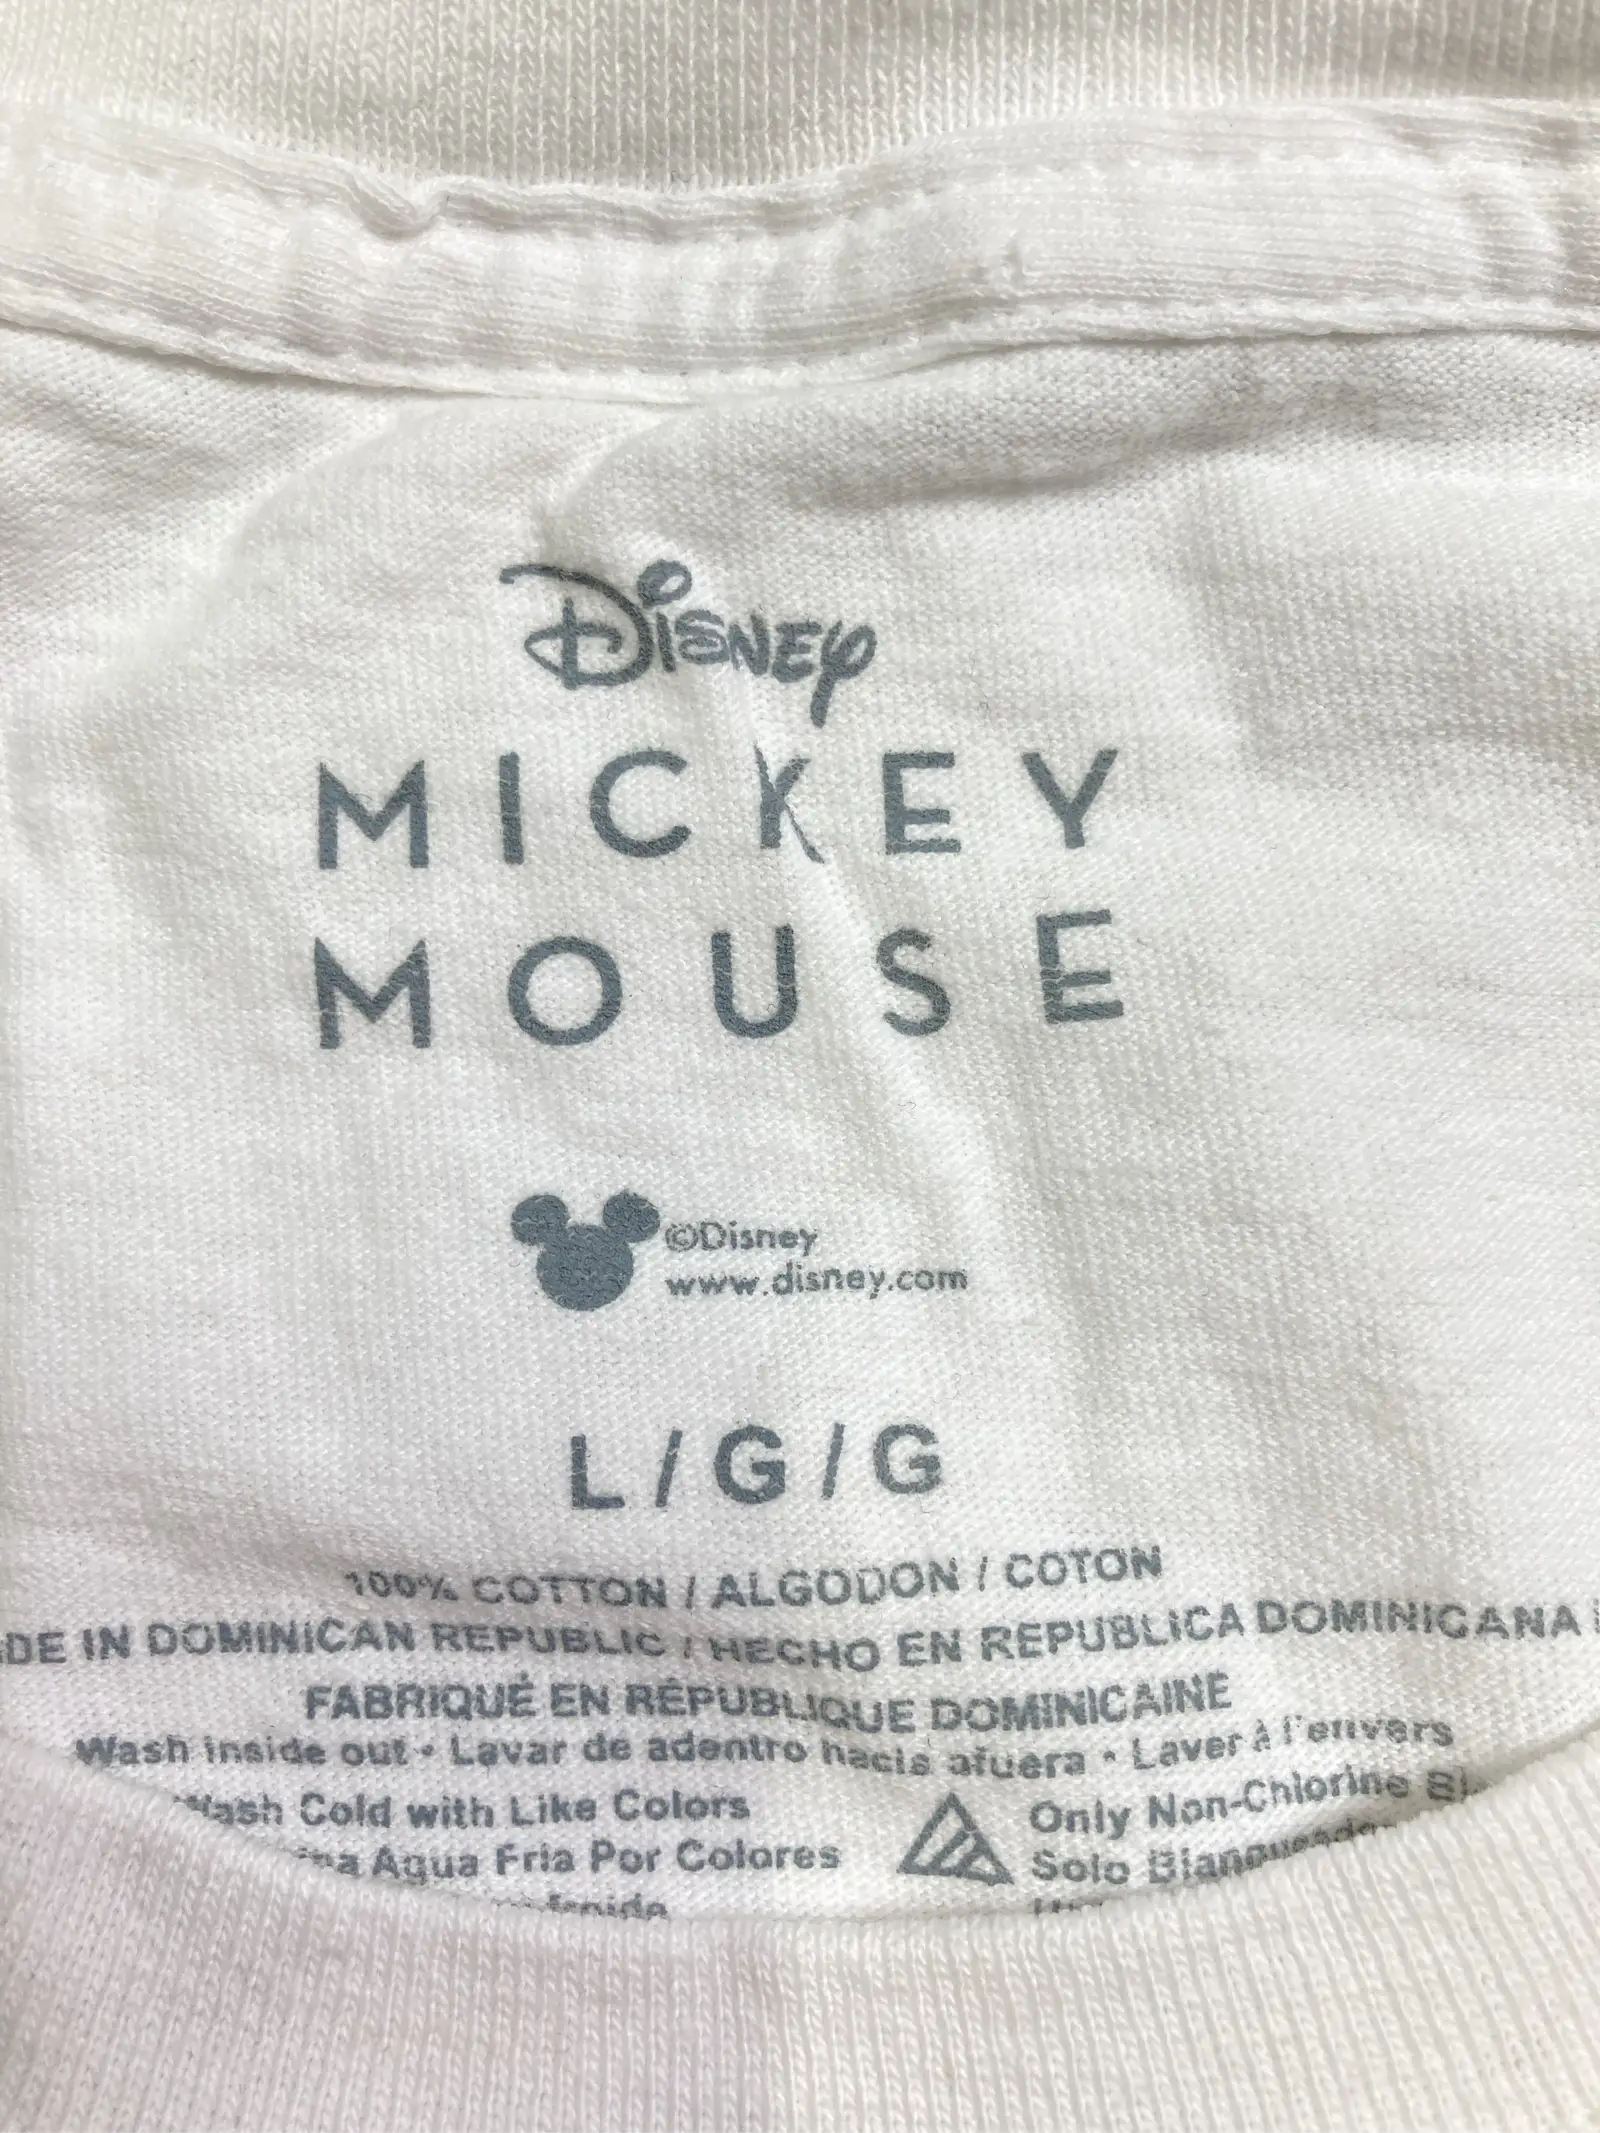 Disney
MICKEY
MOUSE
©Disney
www.disney.com
L/G/G
100% COTTON / ALGODON / COTON
DE IN DOMINICAN REPUBLIC / HECHO EN REPUBLICA DOMINICANA
FABRIQUÉ EN RÉPUBLIQUE DOMINICAINE
Wash inside out • Lavar de adentro hacis afuera • Laver à l'envers
Wash Cold with Like Colors
Agua Fria Por Colores
Only Non-Chlorine
Solo